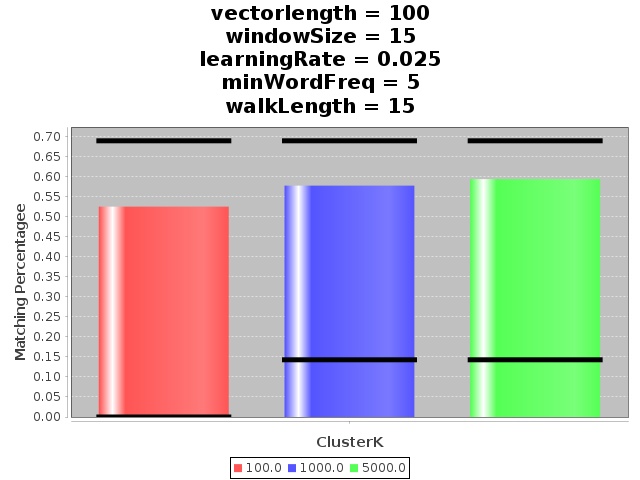 vectorlength = 100
windowSize = 15
learningRate = 0.025
minWordFreq = 5
walkLength = 15
Matching Percentagee
0.70
0.65
0.60
0.55
0.50
0.45
0.40
0.35
0.30
0.25
0.20
0.15
0.10
0.05
0.00
ClusterK
100.0 1000.0 5000.0